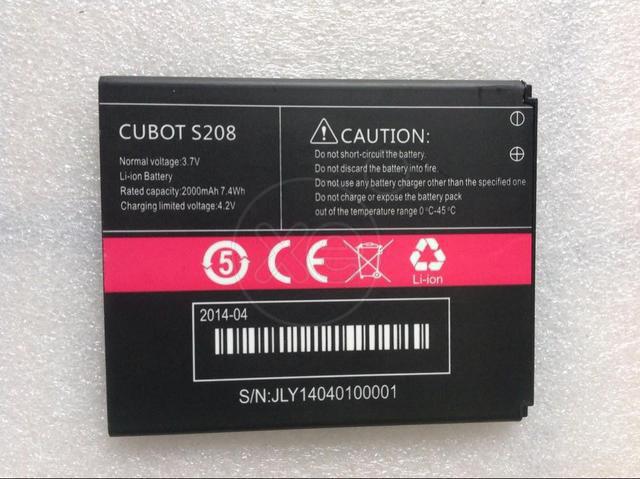 CUBOT S208
Normal voltage:3.7V
Li-ion Battery
Rated capacity:2000mAh 7.4Wh
Charging limited voltage:4.2V
CAUTION:
Do not short-circuit the battery.
Do not discard the battery into fire.
Do not use any battery charger other than the specified one
Do not charge or expose the battery pack
out of the temperature range 0°C-45°C
5
CE
Li-ion
2014-04
S/N:JLY14040100001